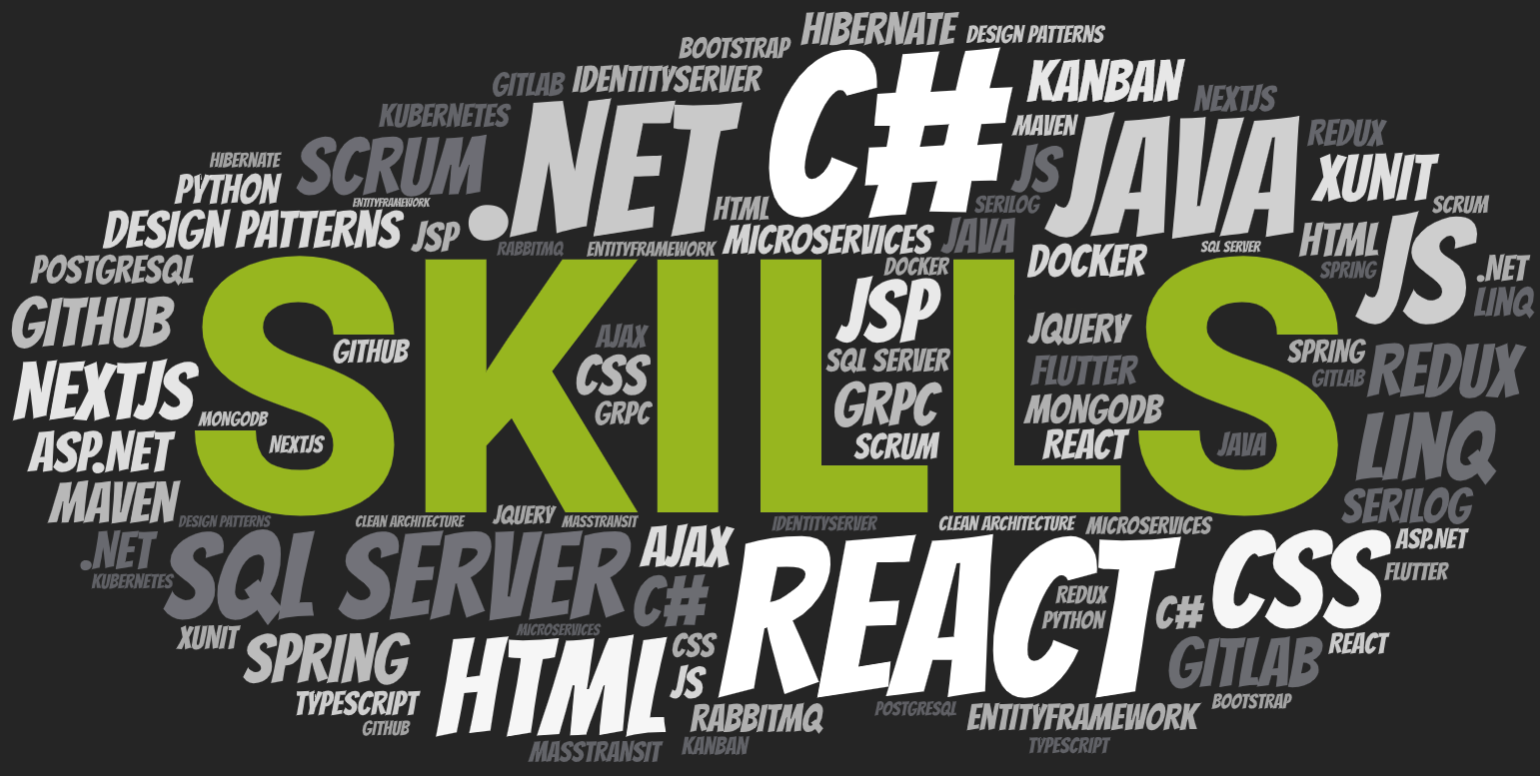 HIBERNATE DESIGN PATTERNS
BOOTSTRAP
GITLAB IDENTITYSERVER C# KANBAN NEXTJS
KUBERNETES .NET MAVEN JAVA REDUX
HIBERNATE SCRUM JS XUNIT
PYTHON ENTITYFRAMEWORK HTML SERILOG SCRUM
DESIGN PATTERNS JSP RABBITMQ ENTITYFRAMEWORK MICROSERVICES JAVA DOCKER SQL SERVER HTML JS
POSTGRESQL DOCKER SPRING .NET
GITHUB SKILLS JSP LINQ
GITHUB AJAX JQUERY SPRING
NEXTJS CSS SQL SERVER FLUTTER GITLAB REDUX
MONGODB GRPC GRPC MONGODB
ASP.NET NEXTJS SCRUM REACT JAVA LINQ
MAVEN SERILOG
DESIGN PATTERNS CLEAN ARCHITECTURE JQUERY MASSTRANSIT IDENTITYSERVER CLEAN ARCHITECTURE MICROSERVICES
.NET SQL SERVER AJAX REACT CSS ASP.NET
KUBERNETES C# REDUX FLUTTER
XUNIT MICROSERVICES PYTHON C#
SPRING HTML CSS GITLAB REACT
TYPESCRIPT JS BOOTSTRAP
GITHUB RABBITMQ POSTGRESQL ENTITYFRAMEWORK
MASSTRANSIT KANBAN TYPESCRIPT